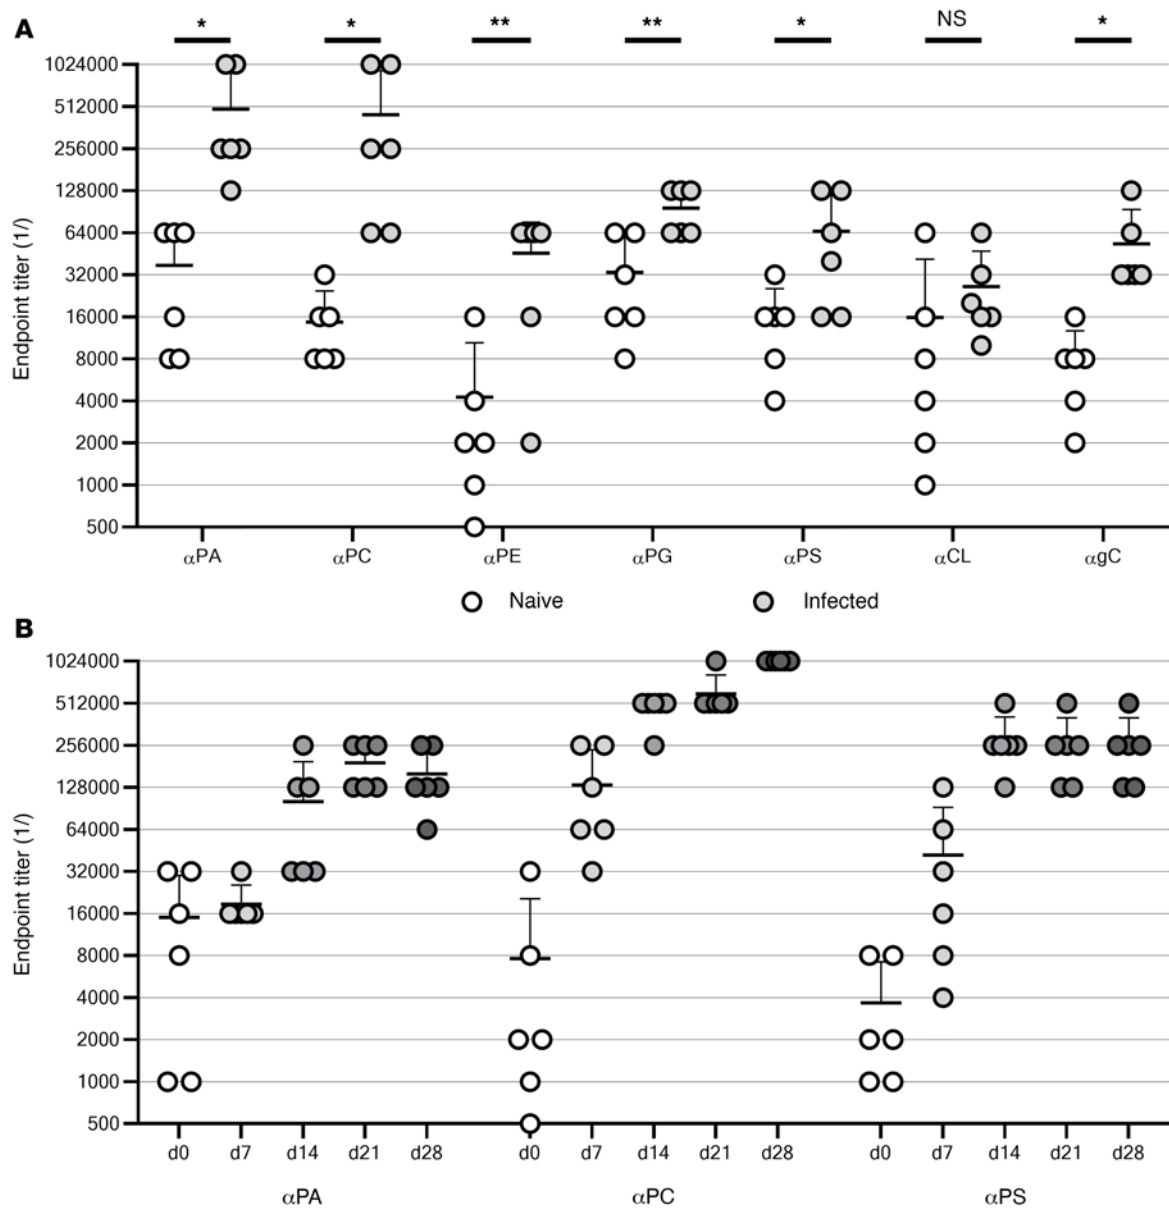 A
* * ** ** * NS *
1024000
512000
256000
128000
64000
32000
16000
8000
4000
2000
1000
500
Endpoint titer (1/)
αPA αPC αPE αPG αPS αCL αgC
Naive Infected
B
1024000
512000
256000
128000
64000
32000
16000
8000
4000
2000
1000
500
Endpoint titer (1/)
d0 d7 d14 d21 d28 d0 d7 d14 d21 d28 d0 d7 d14 d21 d28
αPA αPC αPS